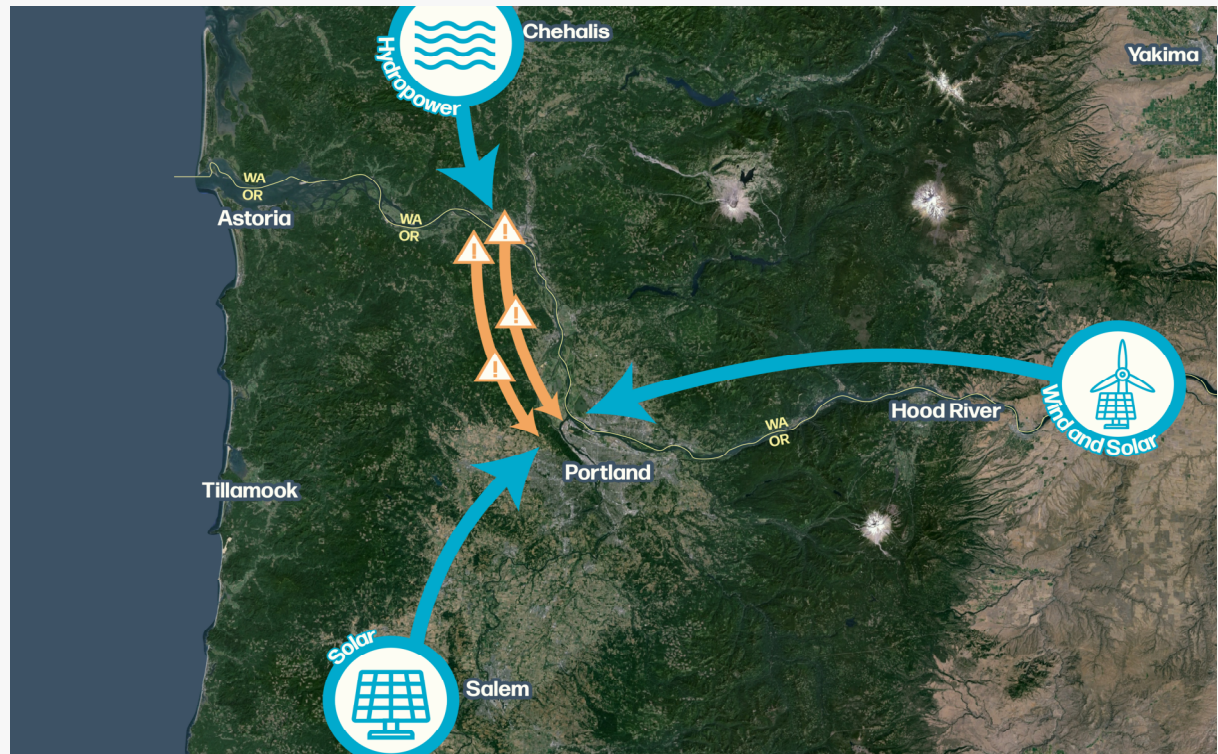 Chehalis
Hydropower
Yakima
WA
OR
Astoria
WA
OR
!
!
!
!
Hood River
Wind and Solar
WA
OR
Portland
Tillamook
Solar
Salem